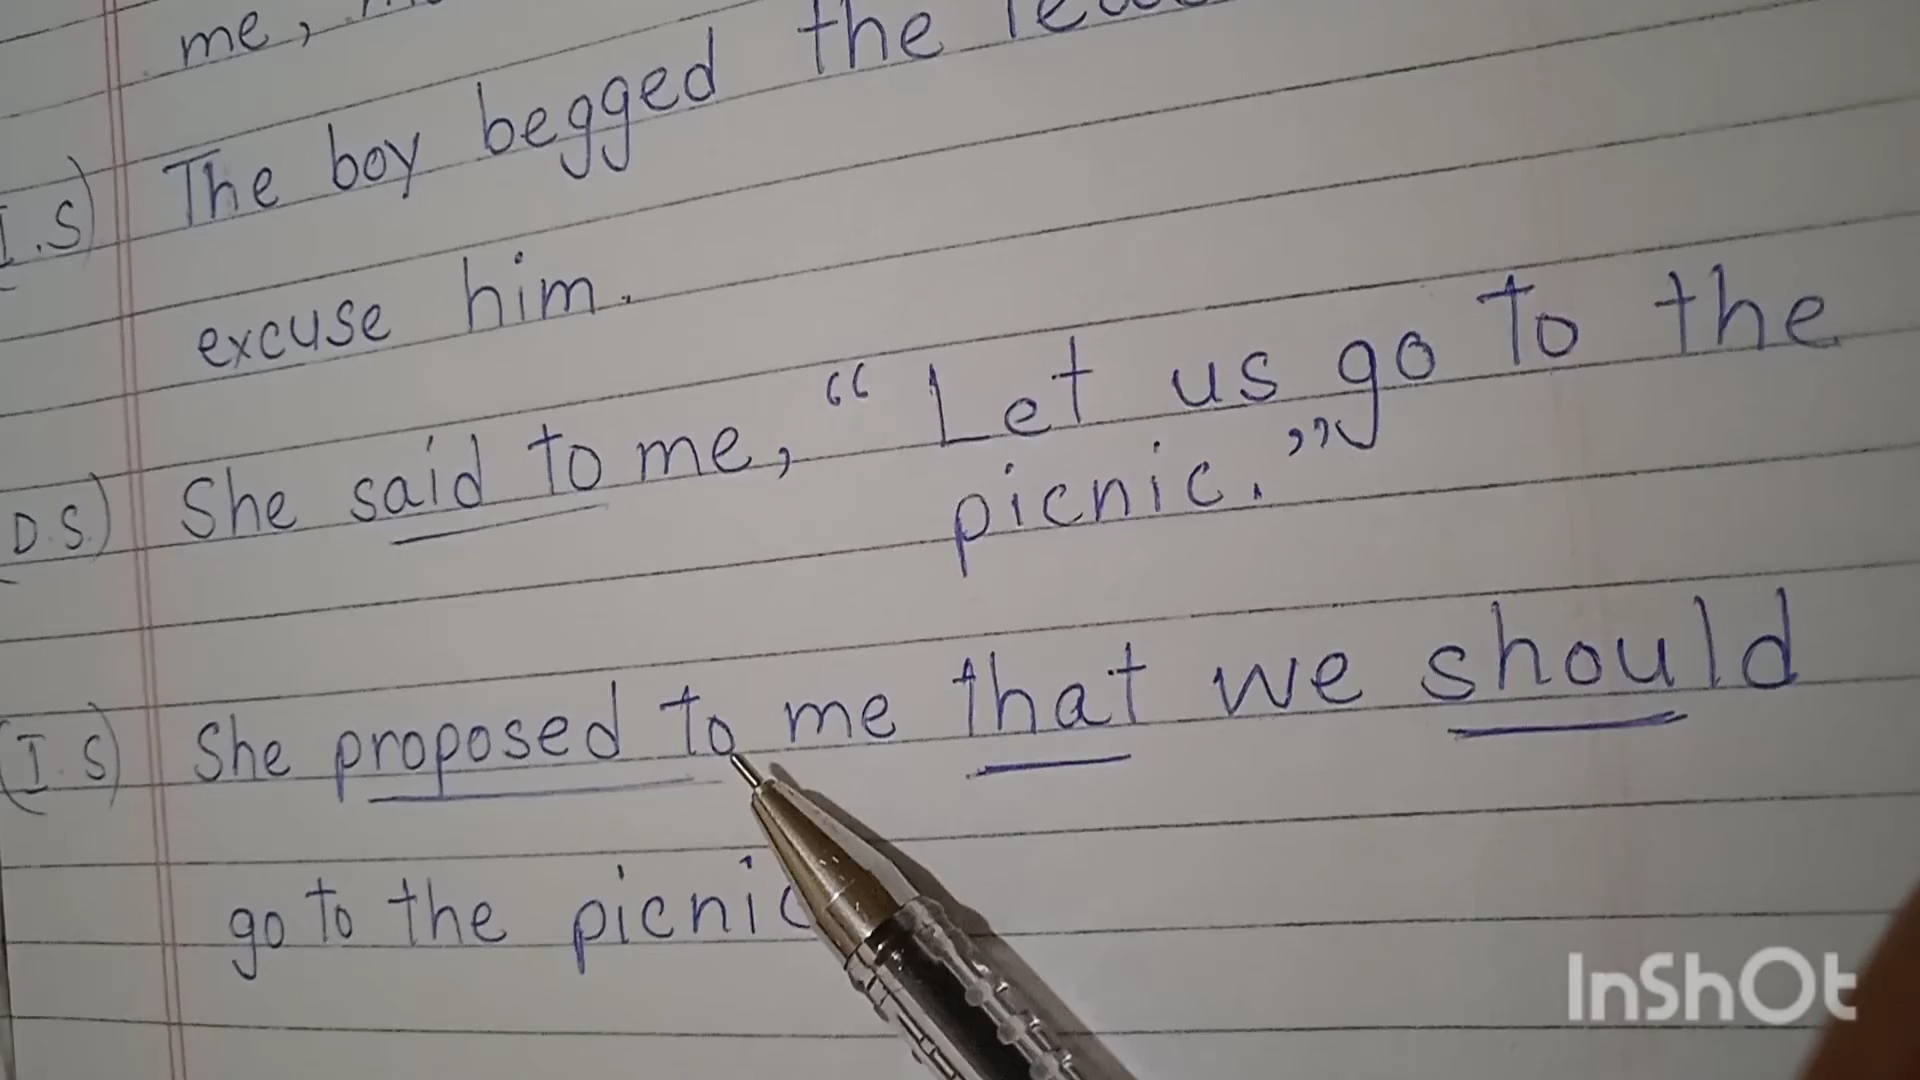 me,
The boy begged the
I.S) excuse him.
D.S.) She said to me, “Let us go to the
picnic.”
(I.S) She proposed to me that we should
go to the picnic
InShOt